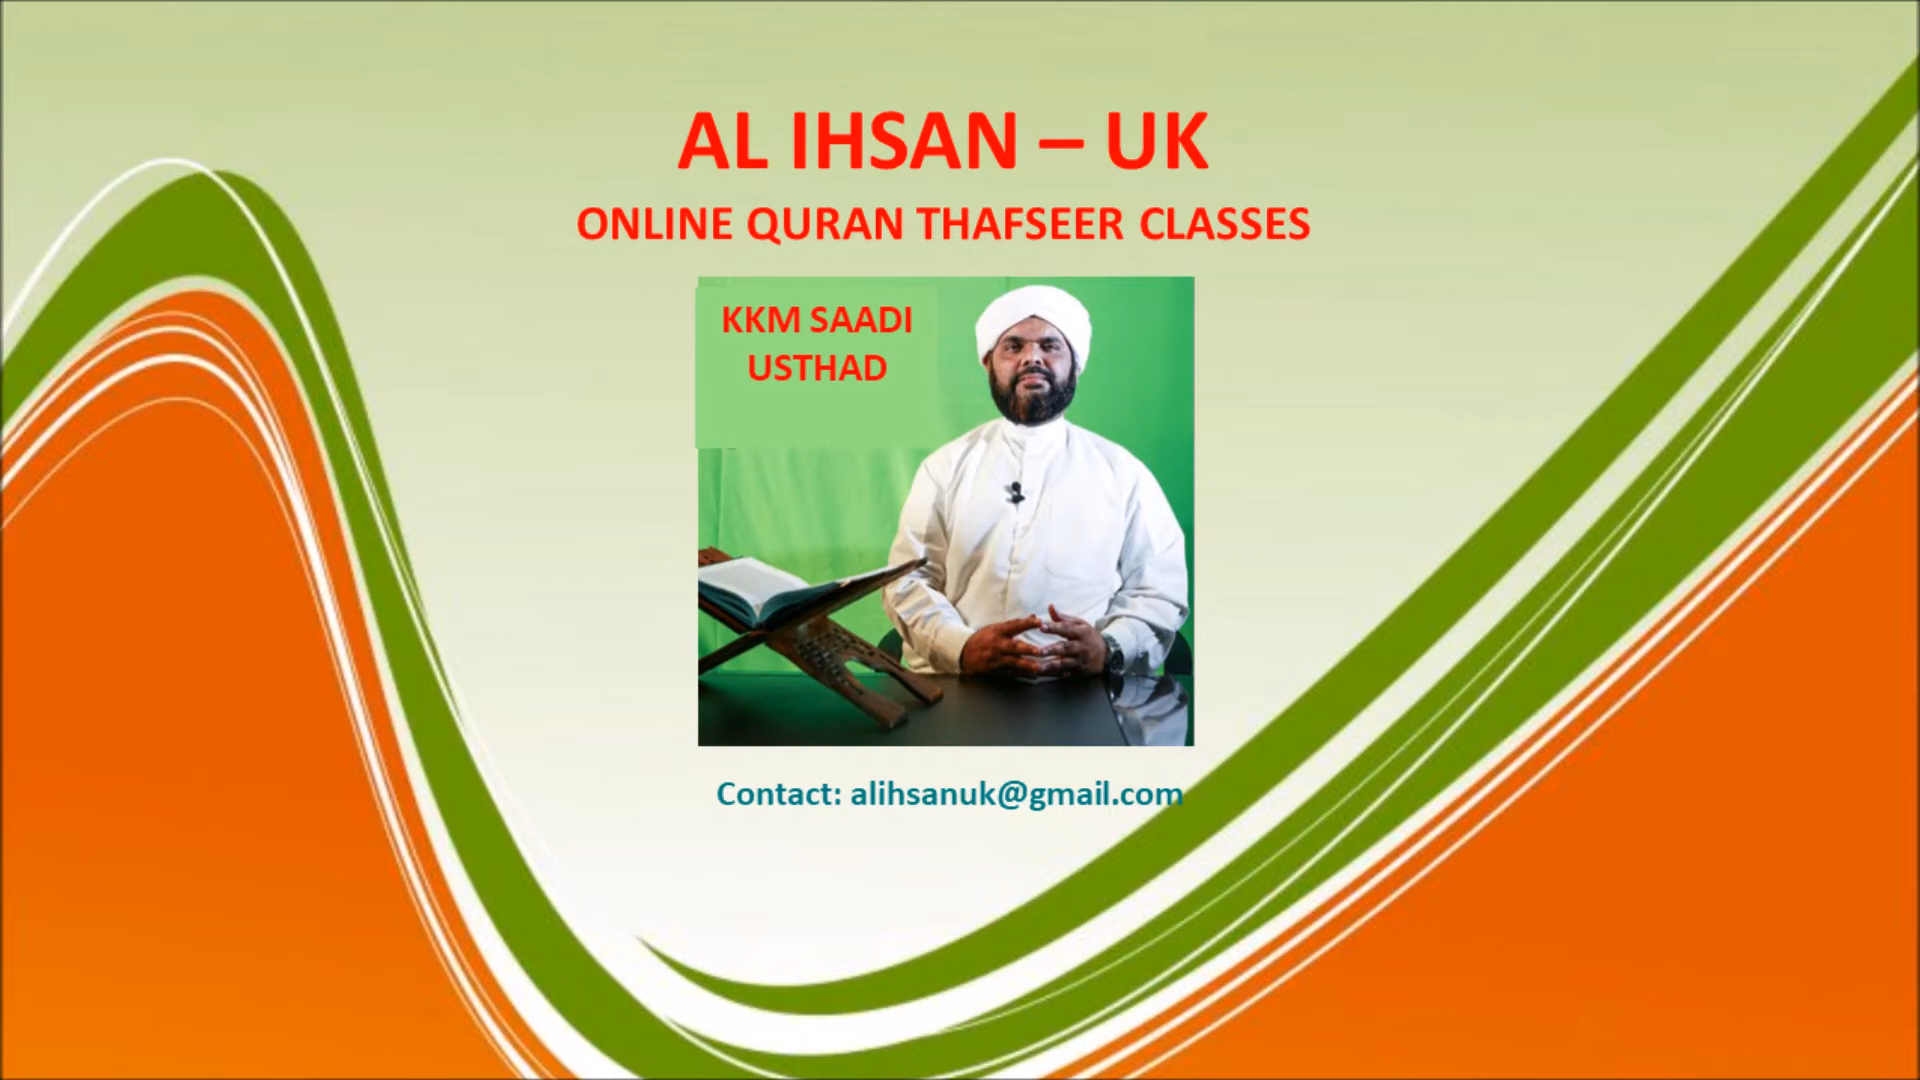 AL IHSAN – UK
ONLINE QURAN THAFSEER CLASSES
KKM SAADI
USTHAD
Contact: alihsanuk@gmail.com